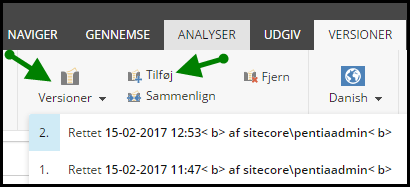 NAVIGER GENNEMSE ANALYSER UDGIV VERSIONER
Tilføj Fjern
Versioner Sammenlign Danish
2. Rettet 15-02-2017 12:53< b> af sitecore\pentiaadmin< b>
1. Rettet 15-02-2017 11:47< b> af sitecore\pentiaadmin< b>